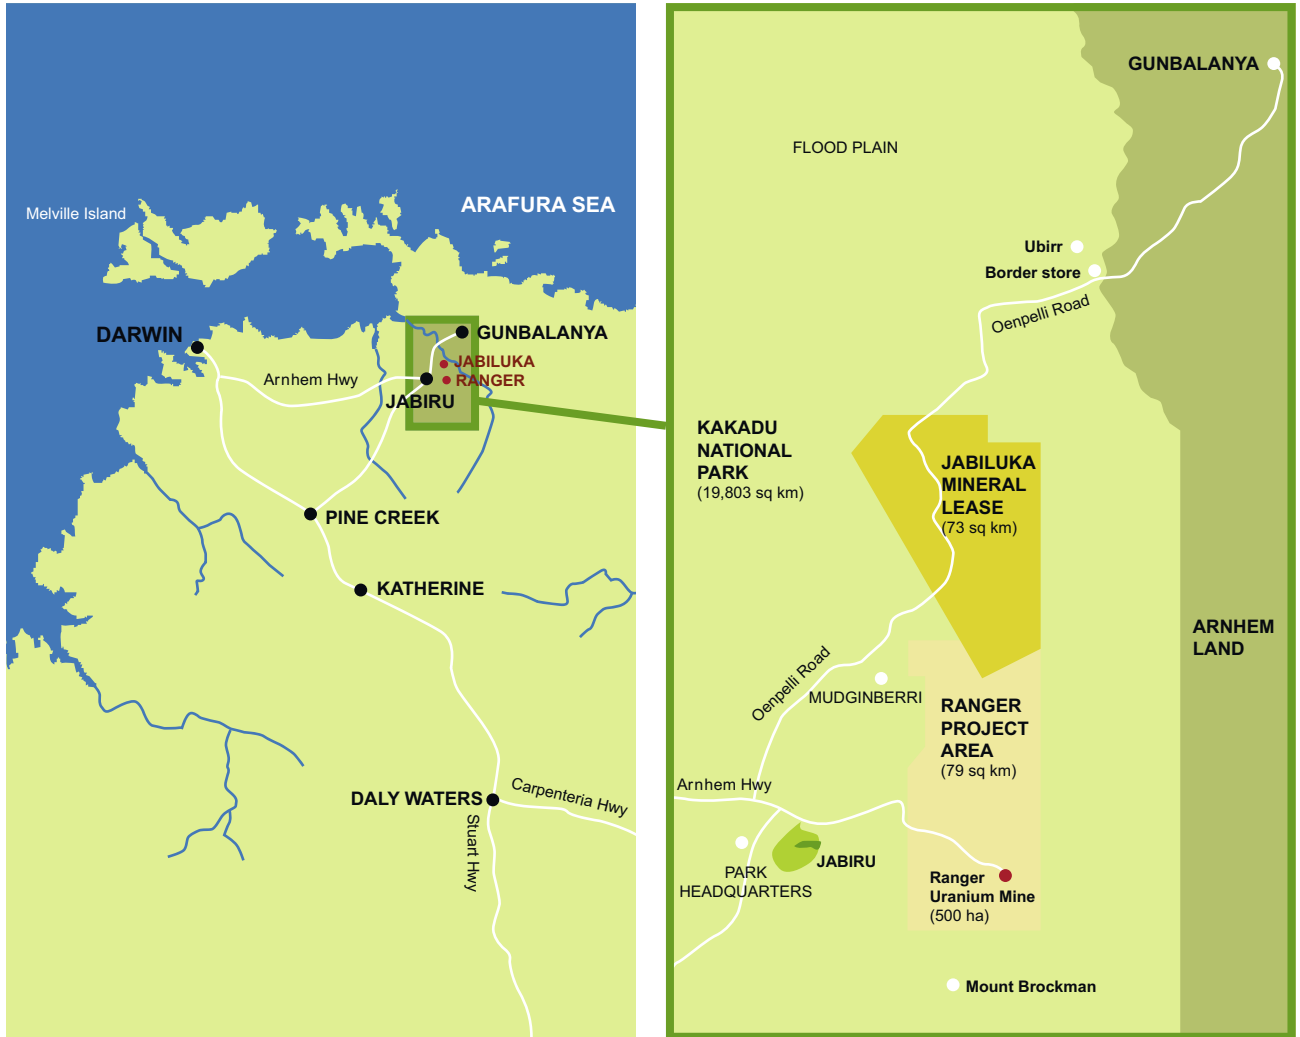 Melville Island
ARAFURA SEA
DARWIN
GUNBALANYA
JABILUKA
RANGER
Arnhem Hwy
JABIRU
PINE CREEK
KATHERINE
DALY WATERS
Carpenteria Hwy
Stuart Hwy
GUNBALANYA
FLOOD PLAIN
Ubirr
Border store
Oenpelli Road
KAKADU
NATIONAL
PARK
(19,803 sq km)
JABILUKA
MINERAL
LEASE
(73 sq km)
ARNHEM
LAND
Oenpelli Road
MUDGINBERRI
RANGER
PROJECT
AREA
(79 sq km)
Arnhem Hwy
JABIRU
PARK
HEADQUARTERS
Ranger
Uranium Mine
(500 ha)
Mount Brockman